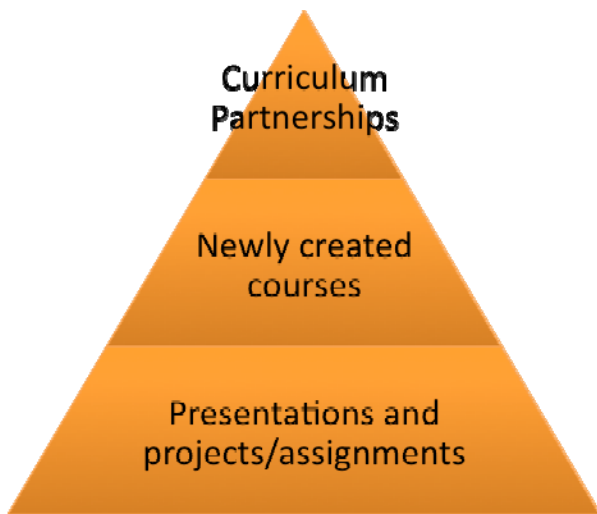 Curriculum
Partnerships
Newly created
courses
Presentations and
projects/assignments